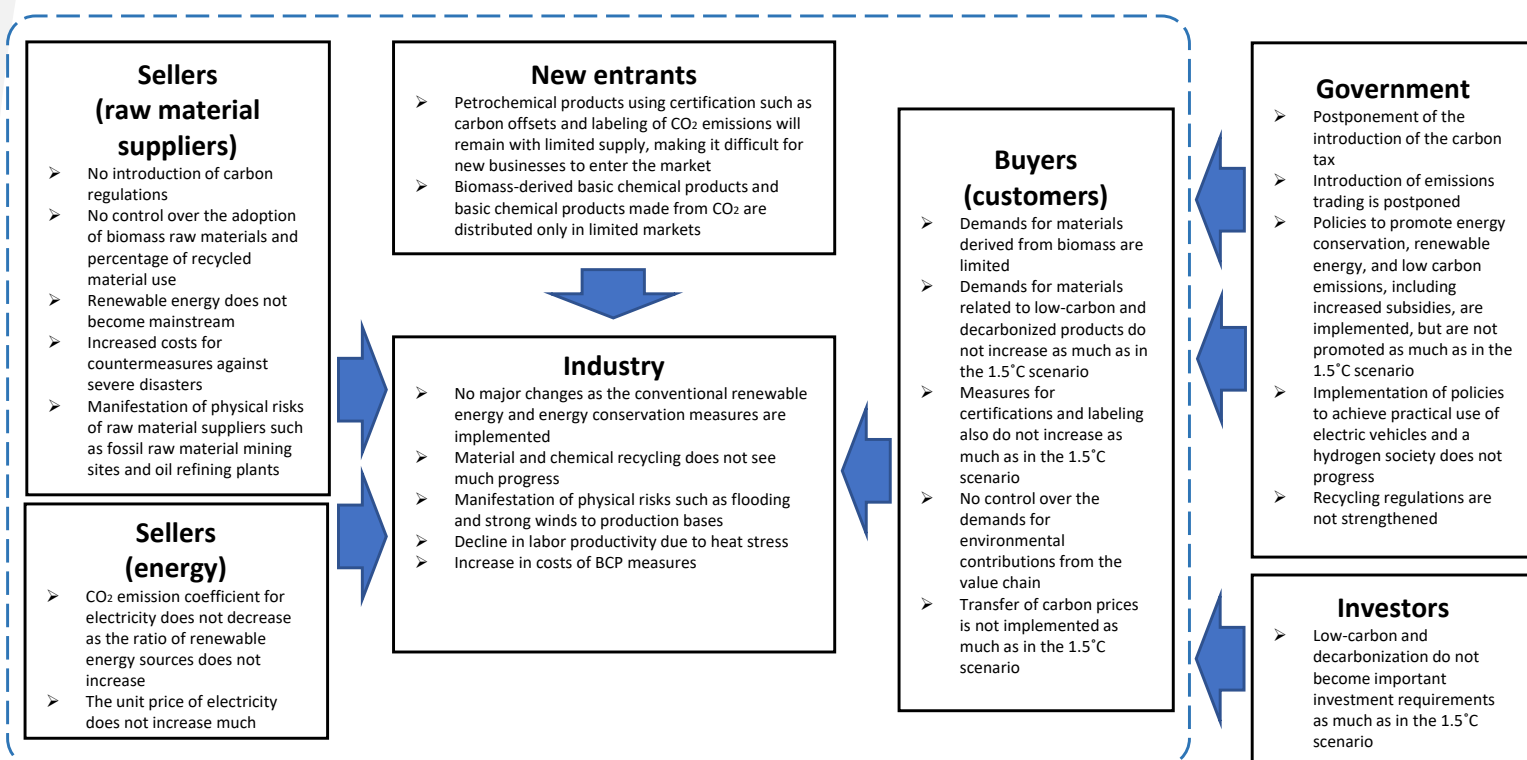 Sellers
(raw material
suppliers)
➢ No introduction of carbon
regulations
➢ No control over the adoption
of biomass raw materials and
percentage of recycled
material use
➢ Renewable energy does not
become mainstream
➢ Increased costs for
countermeasures against
severe disasters
➢ Manifestation of physical risks
of raw material suppliers such
as fossil raw material mining
sites and oil refining plants
Sellers
(energy)
➢ CO₂ emission coefficient for
electricity does not decrease
as the ratio of renewable
energy sources does not
increase
➢ The unit price of electricity
does not increase much
New entrants
➢ Petrochemical products using certification such as
carbon offsets and labeling of CO₂ emissions will
remain with limited supply, making it difficult for
new businesses to enter the market
➢ Biomass-derived basic chemical products and
basic chemical products made from CO₂ are
distributed only in limited markets
Industry
➢ No major changes as the conventional renewable
energy and energy conservation measures are
implemented
➢ Material and chemical recycling does not see
much progress
➢ Manifestation of physical risks such as flooding
and strong winds to production bases
➢ Decline in labor productivity due to heat stress
➢ Increase in costs of BCP measures
Buyers
(customers)
➢ Demands for materials
derived from biomass are
limited
➢ Demands for materials
related to low-carbon and
decarbonized products do
not increase as much as in
the 1.5˚C scenario
➢ Measures for
certifications and labeling
also do not increase as
much as in the 1.5˚C
scenario
➢ No control over the
demands for
environmental
contributions from the
value chain
➢ Transfer of carbon prices
is not implemented as
much as in the 1.5˚C
scenario
Government
➢ Postponement of the
introduction of the carbon
tax
➢ Introduction of emissions
trading is postponed
➢ Policies to promote energy
conservation, renewable
energy, and low carbon
emissions, including
increased subsidies, are
implemented, but are not
promoted as much as in the
1.5˚C scenario
➢ Implementation of policies
to achieve practical use of
electric vehicles and a
hydrogen society does not
progress
➢ Recycling regulations are
not strengthened
Investors
➢ Low-carbon and
decarbonization do not
become important
investment requirements
as much as in the 1.5˚C
scenario